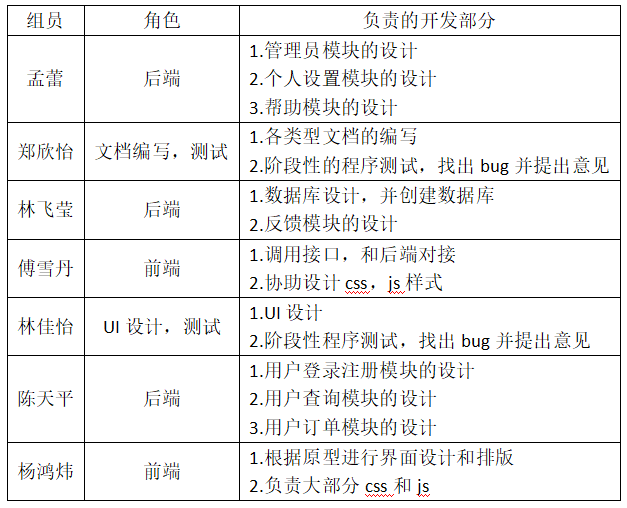 组员 角色 负责的开发部分
孟蕾 后端 1.管理员模块的设计
2.个人设置模块的设计
3.帮助模块的设计
郑欣怡 文档编写，测试 1.各类型文档的编写
2.阶段性的程序测试，找出 bug 并提出意见
林飞莹 后端 1.数据库设计，并创建数据库
2.反馈模块的设计
傅雪丹 前端 1.调用接口，和后端对接
2.协助设计 css，js 样式
林佳怡 UI 设计，测试 1.UI 设计
2.阶段性程序测试，找出 bug 并提出意见
陈天平 后端 1.用户登录注册模块的设计
2.用户查询模块的设计
3.用户订单模块的设计
杨鸿炜 前端 1.根据原型进行界面设计和排版
2.负责大部分 css 和 js